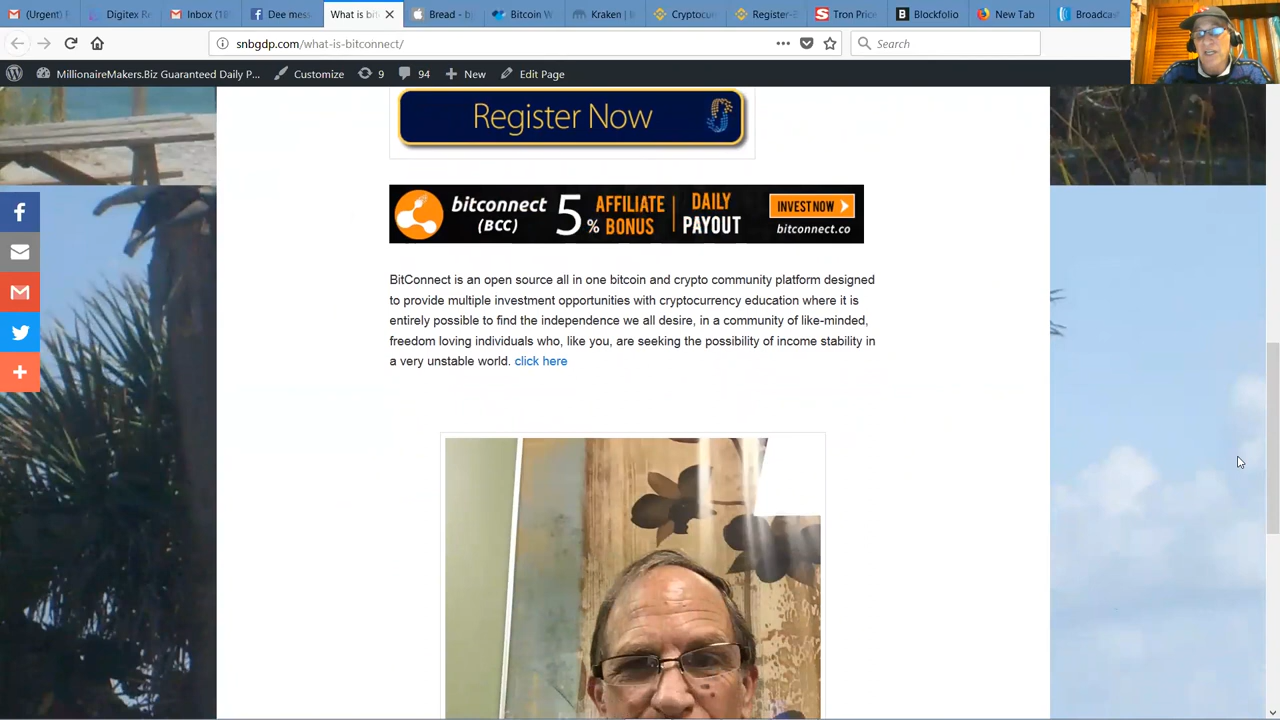 (Urgent)
Digitex R
Inbox (18
Dee mess
What is bit
Bread - b
Bitcoin W
Kraken | B
Cryptocur
Register-E
Tron Price
Blockfolio
New Tab
Broadcast
snbgdp.com/what-is-bitconnect/
Search
MillionaireMakers.Biz Guaranteed Daily P...
Customize
9
94
New
Edit Page
Register Now
bitconnect
(BCC)
5 %
AFFILIATE
BONUS
DAILY
PAYOUT
INVEST NOW
bitconnect.co
BitConnect is an open source all in one bitcoin and crypto community platform designed
to provide multiple investment opportunities with cryptocurrency education where it is
entirely possible to find the independence we all desire, in a community of like-minded,
freedom loving individuals who, like you, are seeking the possibility of income stability in
a very unstable world. click here